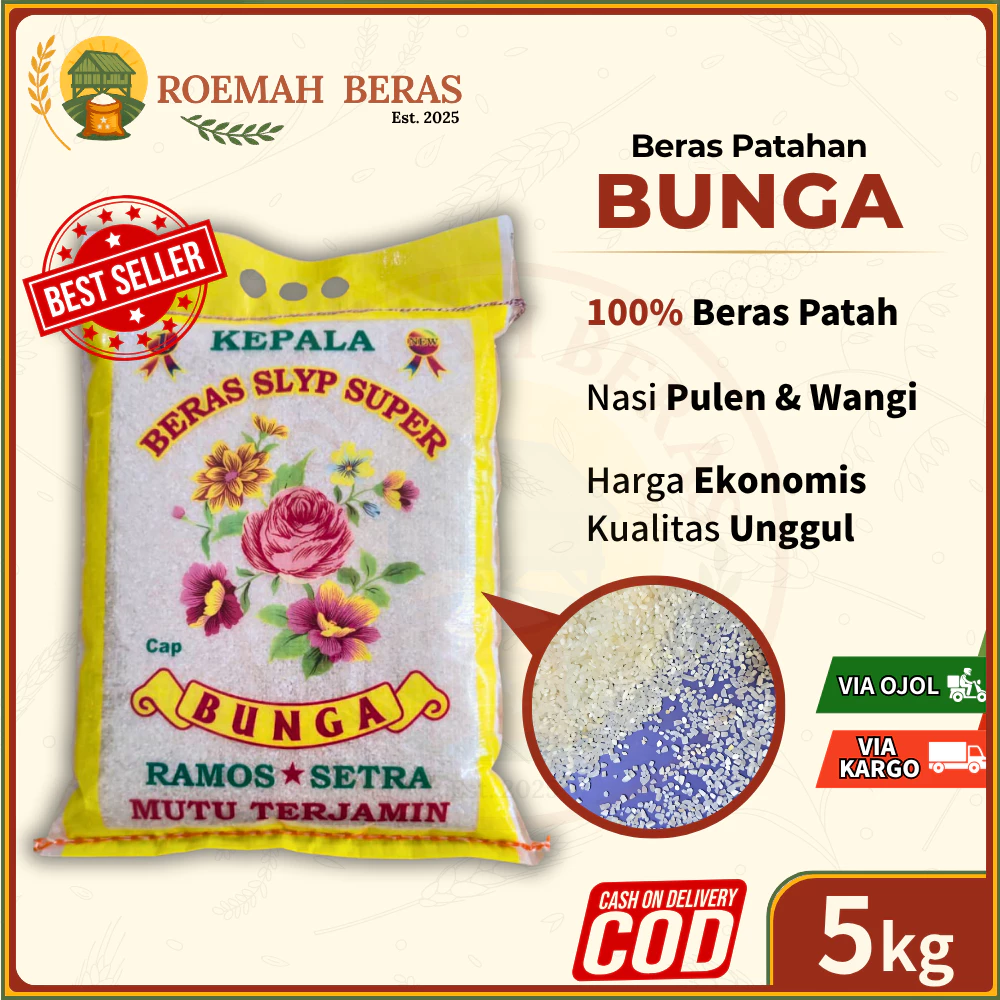 ROEMAH BERAS
Est. 2025
Beras Patahan
BUNGA
BEST SELLER
100% Beras Patah
Nasi Pulen & Wangi
Harga Ekonomis
Kualitas Unggul
KEPALA
NEW
BERAS SLYP SUPER
Cap
BUNGA
RAMOS ★ SETRA
MUTU TERJAMIN
VIA OJOL
VIA
KARGO
CASH ON DELIVERY
COD
5kg